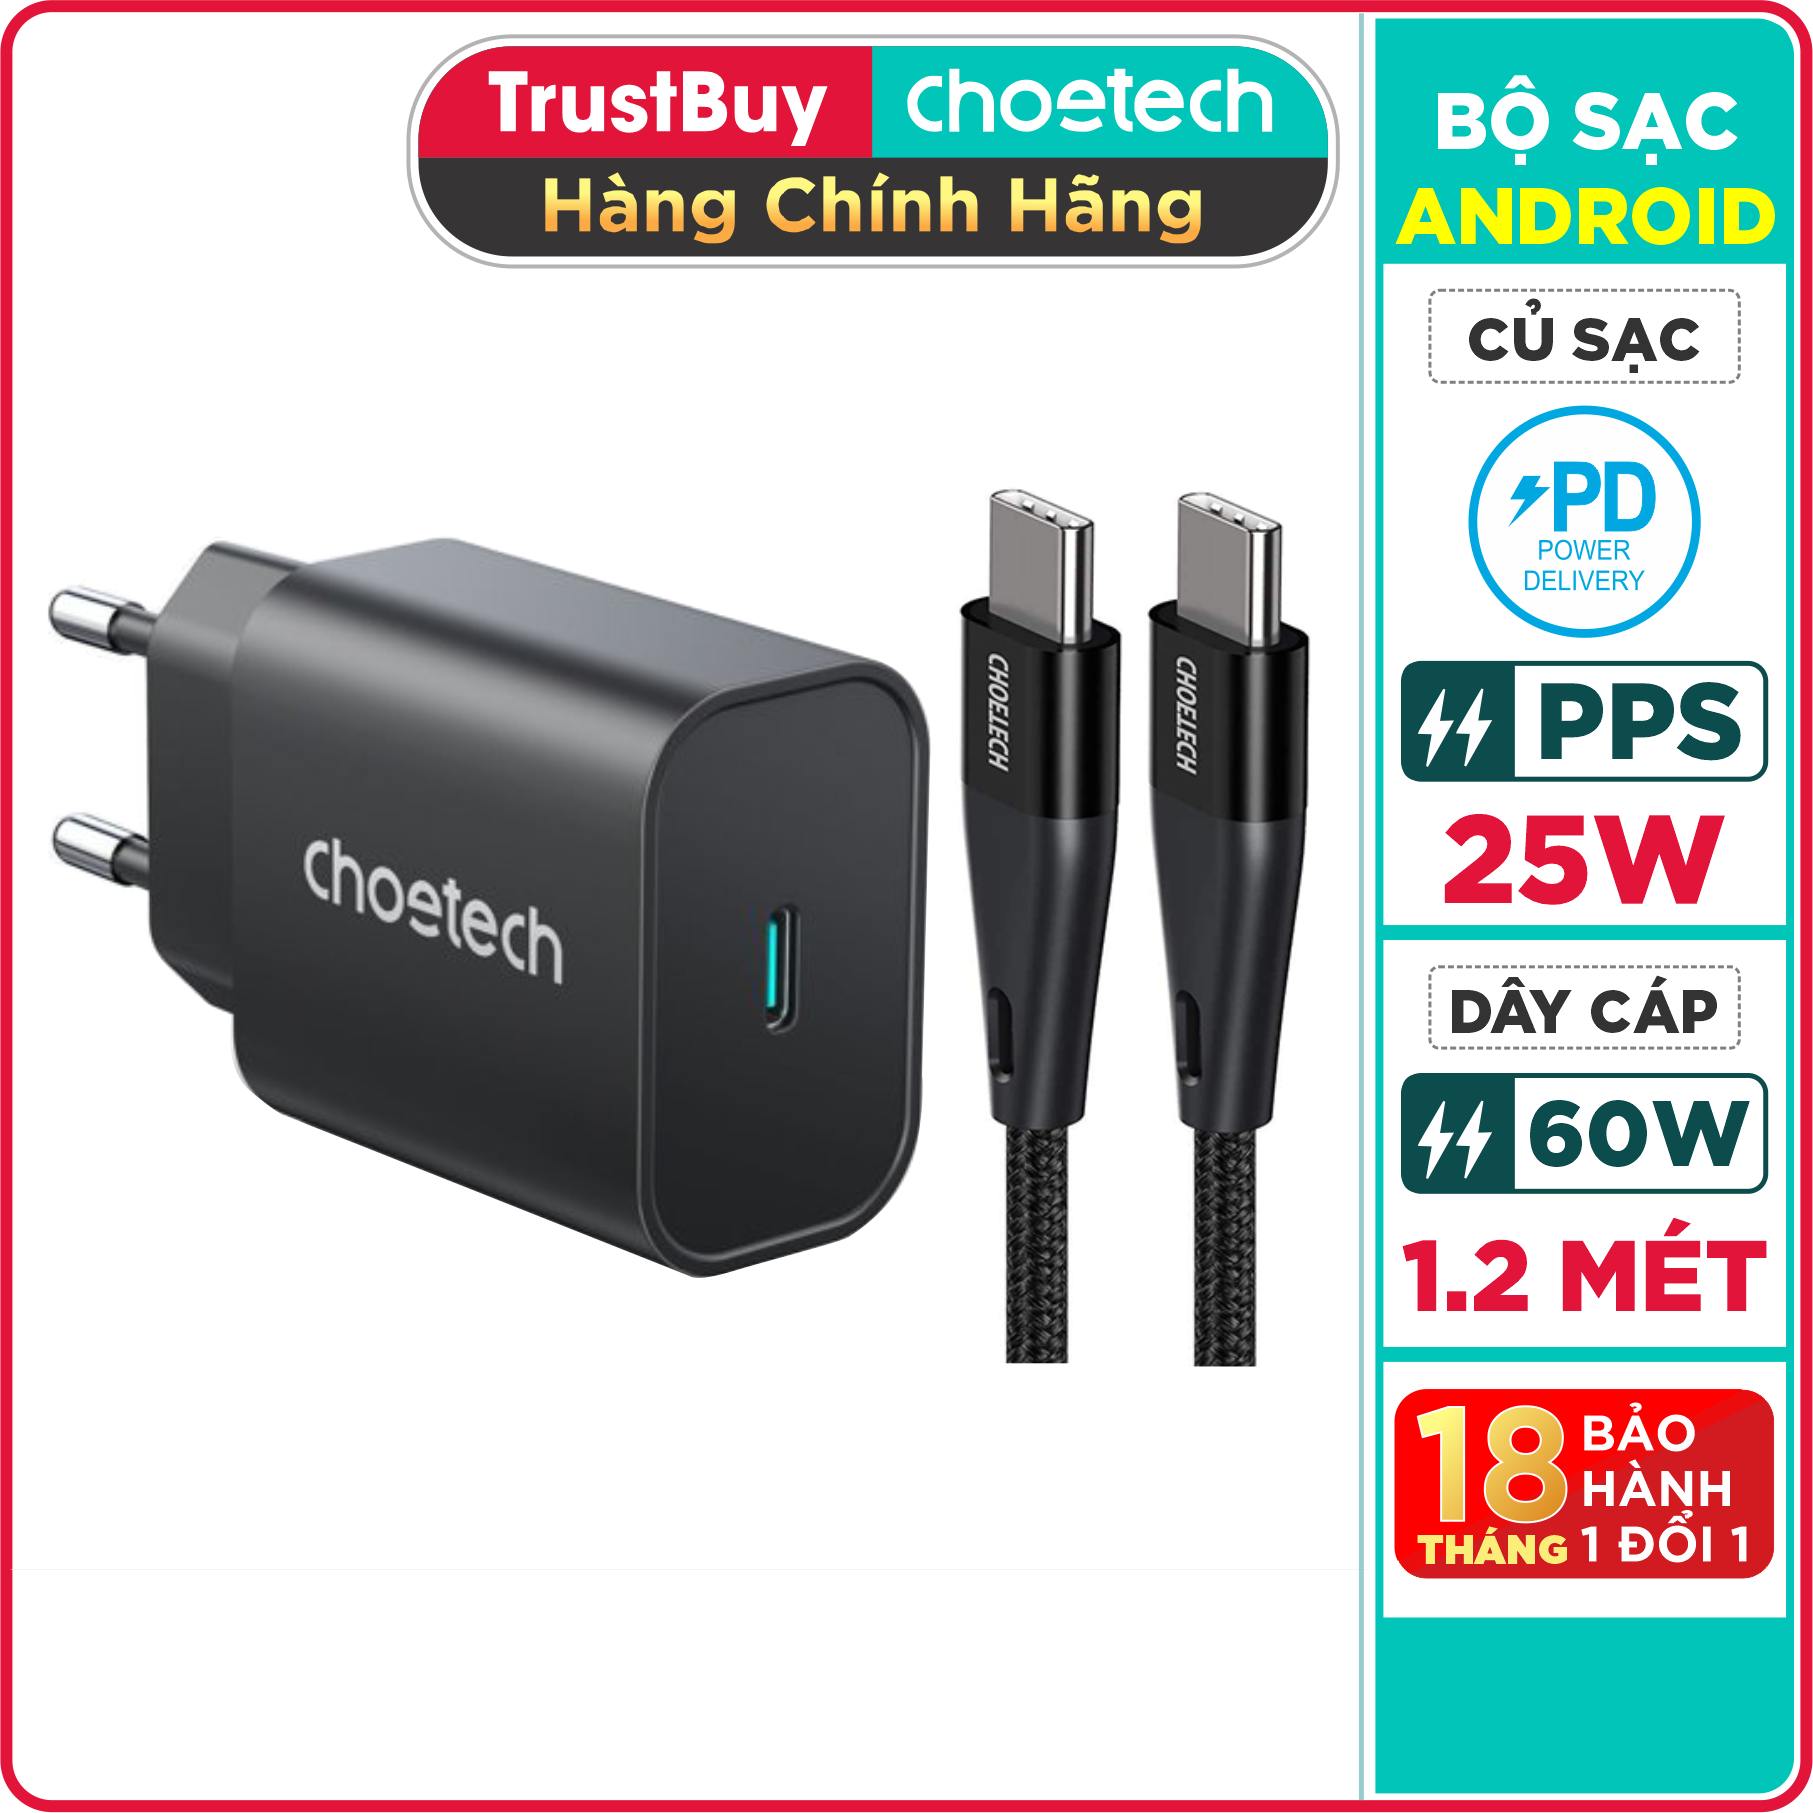 TrustBuy choetech
Hàng Chính Hãng
choetech
CHOETECH
CHOETECH
BỘ SẠC
ANDROID
CỦ SẠC
PD
POWER
DELIVERY
PPS
25W
DÂY CÁP
60W
1.2 MÉT
18
THÁNG
BẢO
HÀNH
1 ĐỔI 1